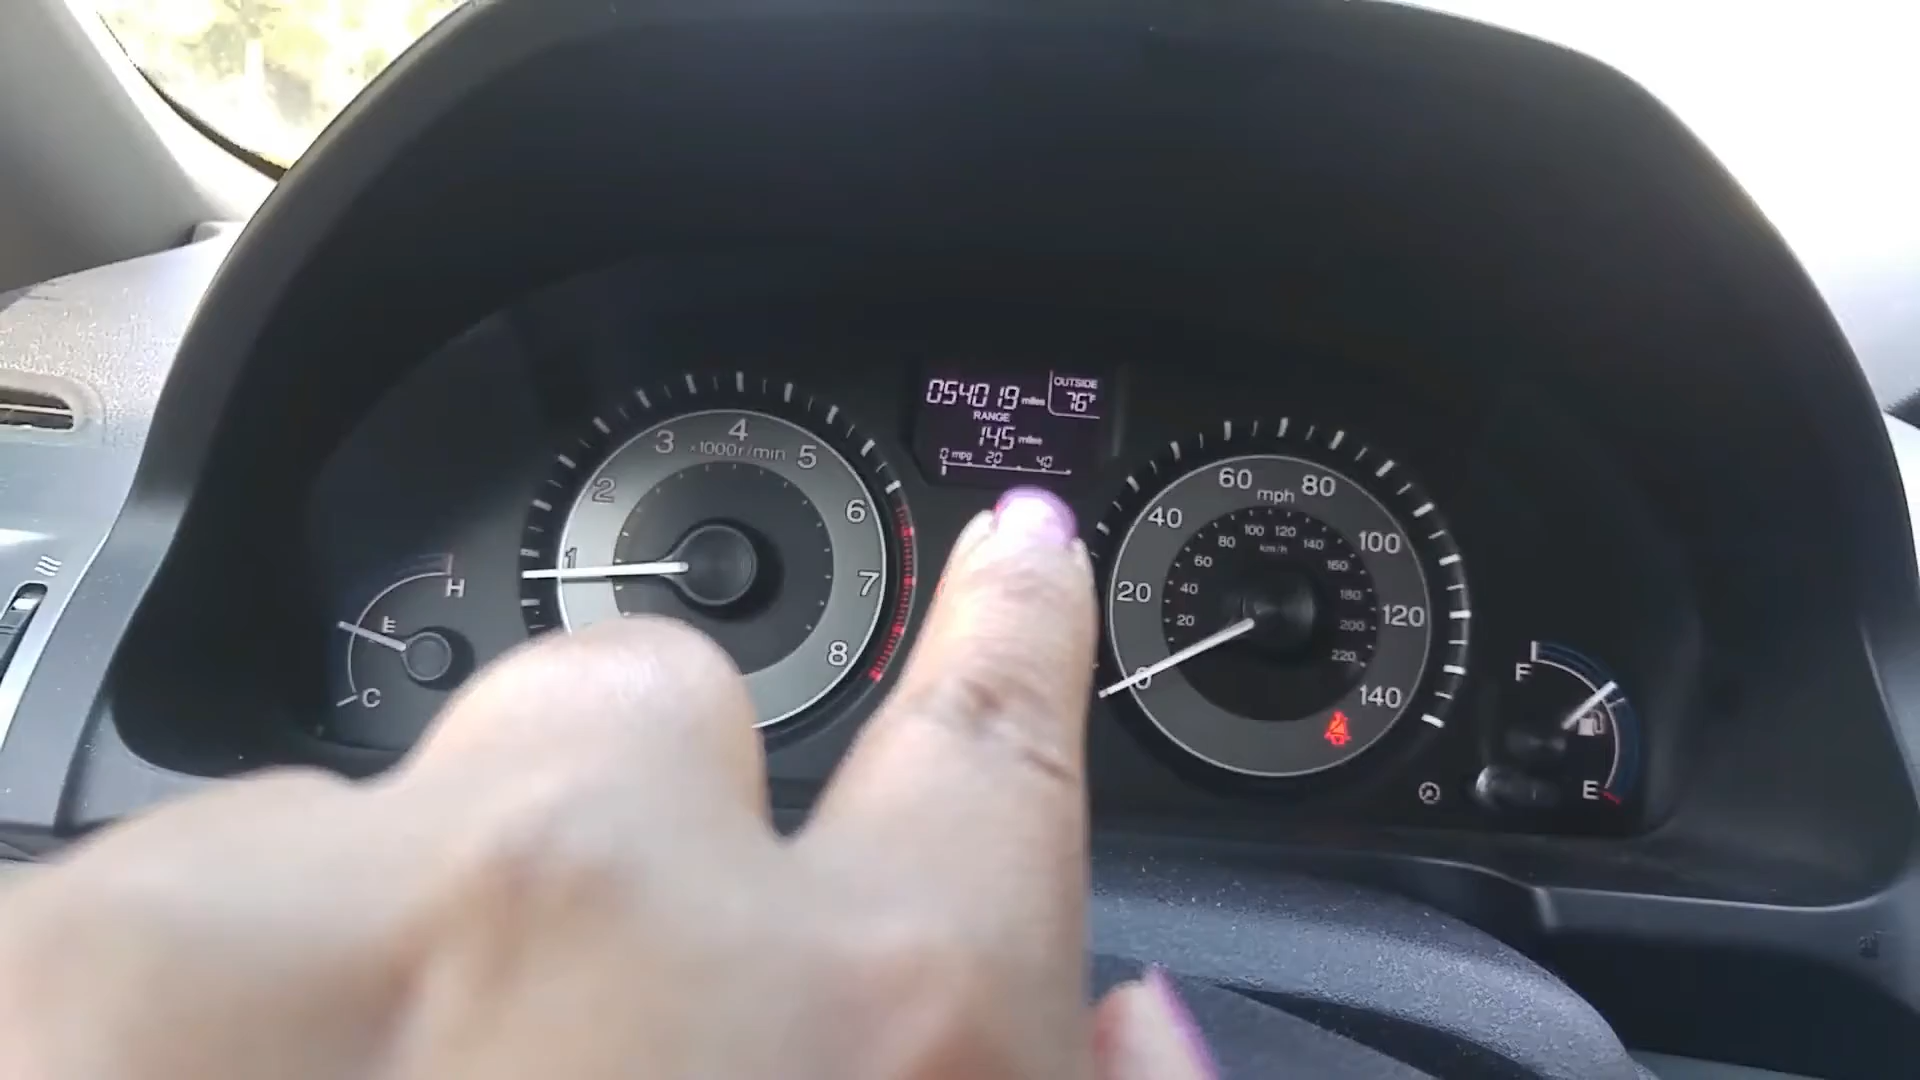 054019 miles
OUTSIDE
76°F
RANGE
145 miles
0 mpg 20 40
1
2
3
4
5
6
7
8
x1000r/min
H
C
0
20
40
60
80
100
120
140
mph
20
40
60
80
100
120
140
160
180
200
220
km/h
F
E